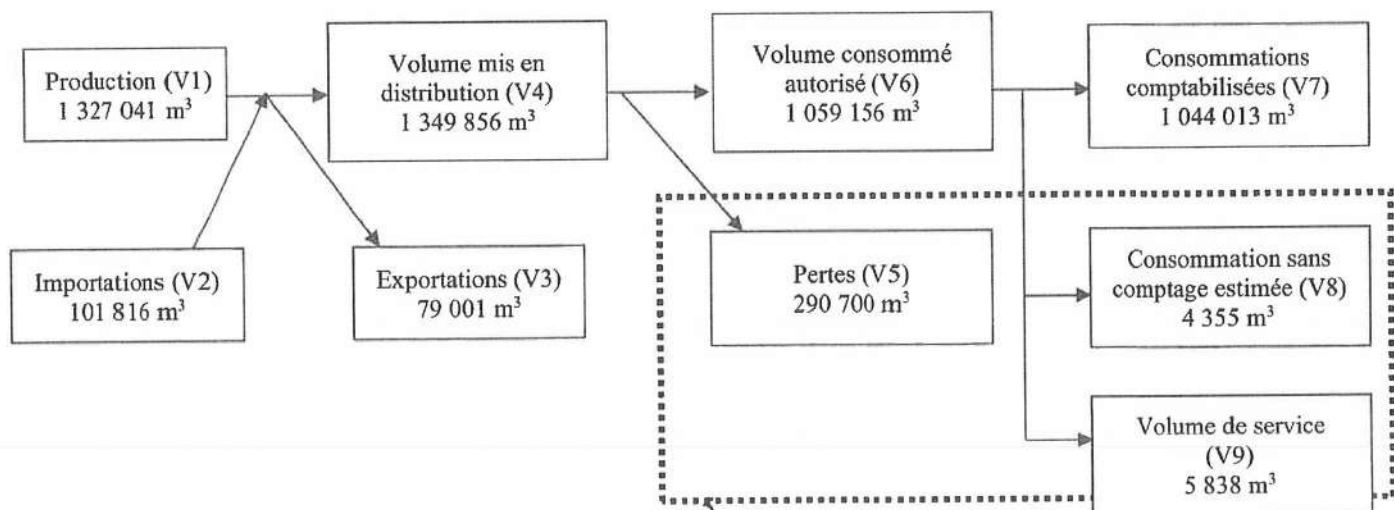 Production (V1)
1 327 041 m³
Volume mis en
distribution (V4)
1 349 856 m³
Volume consommé
autorisé (V6)
1 059 156 m³
Consommations
comptabilisées (V7)
1 044 013 m³
Importations (V2)
101 816 m³
Exportations (V3)
79 001 m³
Pertes (V5)
290 700 m³
Consommation sans
comptage estimée (V8)
4 355 m³
Volume de service
(V9)
5 838 m³